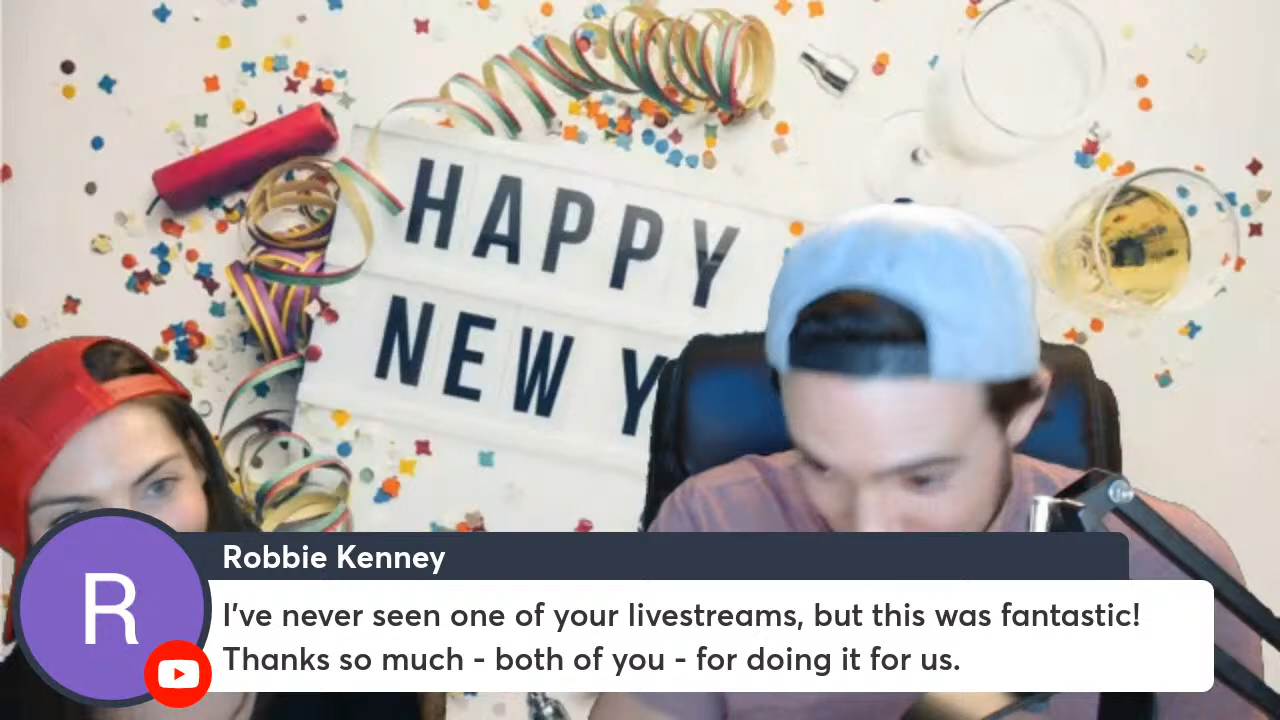 HAPPY
NEW Y
Robbie Kenney
R
I've never seen one of your livestreams, but this was fantastic!
Thanks so much - both of you - for doing it for us.